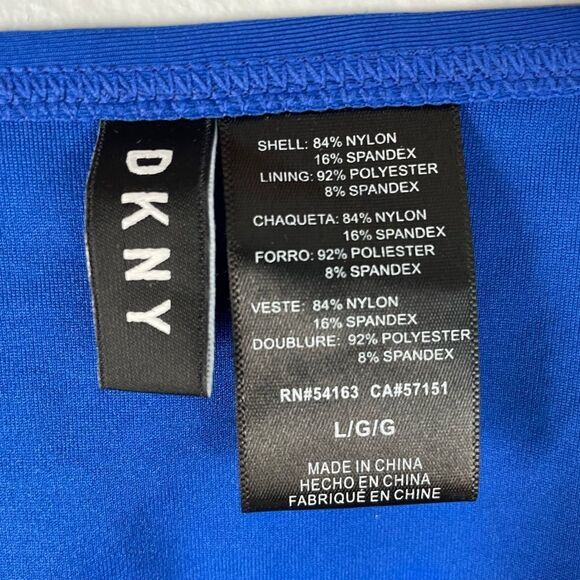 DKNY
SHELL: 84% NYLON
16% SPANDEX
LINING: 92% POLYESTER
8% SPANDEX
CHAQUETA: 84% NYLON
16% SPANDEX
FORRO: 92% POLIESTER
8% SPANDEX
VESTE: 84% NYLON
16% SPANDEX
DOUBLURE: 92% POLYESTER
8% SPANDEX
RN#54163 CA#57151
L/G/G
MADE IN CHINA
HECHO EN CHINA
FABRIQUÉ EN CHINE